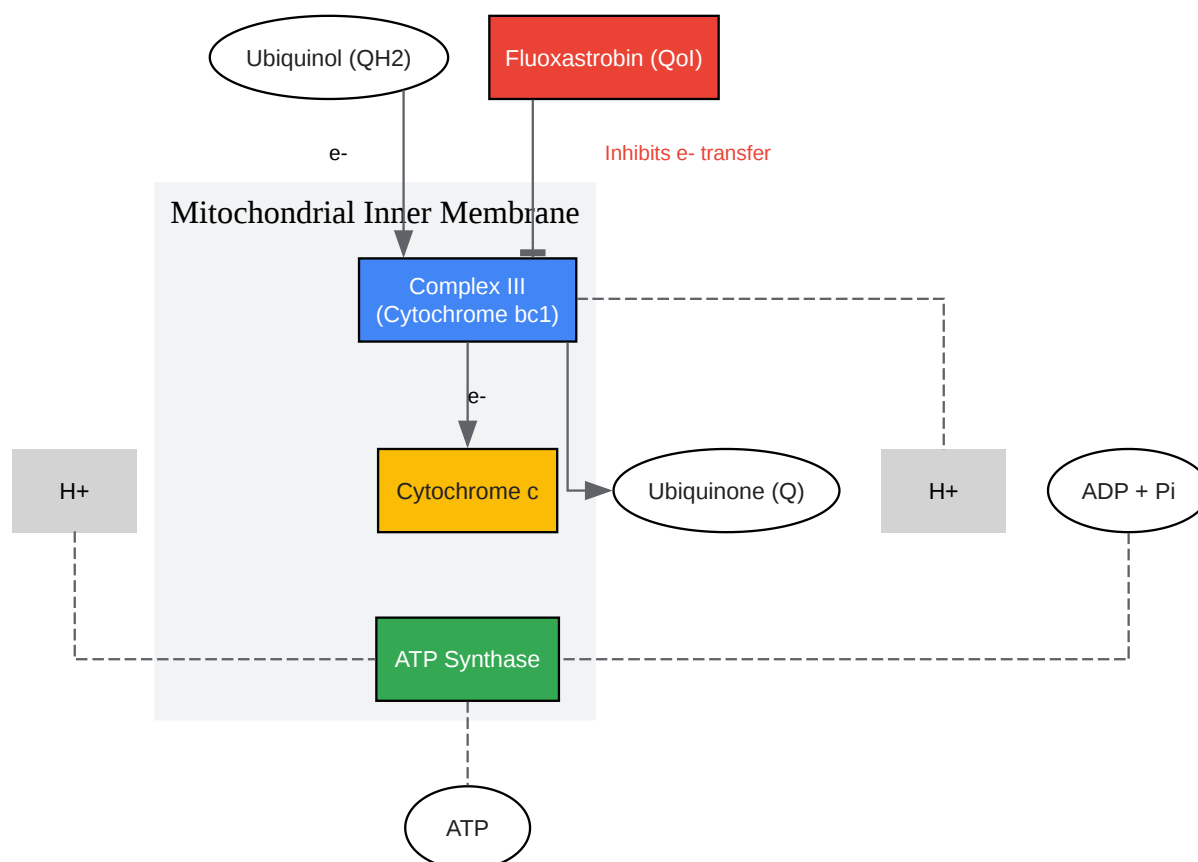 Ubiquinol (QH2)
Fluoxastrobin (QoI)
e-
Inhibits e- transfer
Mitochondrial Inner Membrane
Complex III
(Cytochrome bc1)
e-
H+
Cytochrome c
Ubiquinone (Q)
H+
ADP + Pi
ATP Synthase
ATP